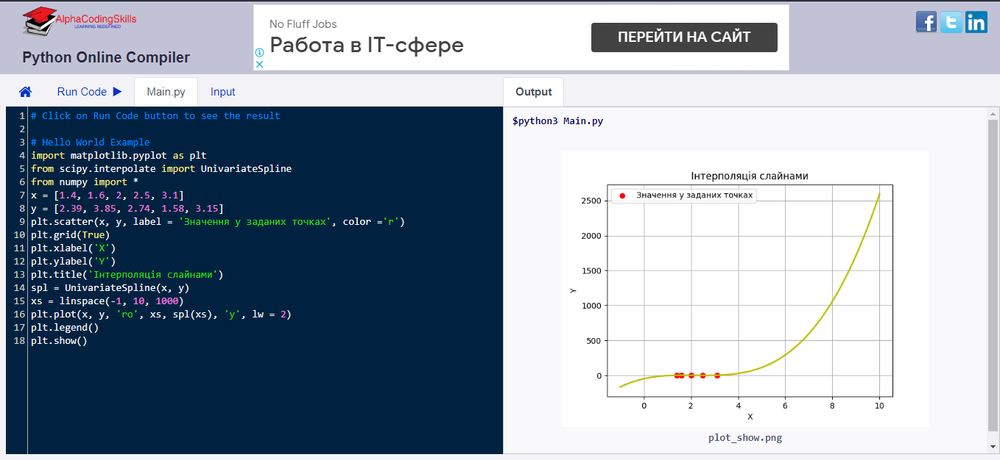 AlphaCodingSkills
LEARNING REDEFINED
Python Online Compiler
No Fluff Jobs
Работа в IT-сфере
ПЕРЕЙТИ НА САЙТ
Run Code
Main.py
Input
Output
1 # Click on Run Code button to see the result
2
3 # Hello World Example
4 import matplotlib.pyplot as plt
5 from scipy.interpolate import UnivariateSpline
6 from numpy import *
7 x = [1.4, 1.6, 2, 2.5, 3.1]
8 y = [2.39, 3.85, 2.74, 1.58, 3.15]
9 plt.scatter(x, y, label = 'Значення у заданих точках', color ='r')
10 plt.grid(True)
11 plt.xlabel('X')
12 plt.ylabel('Y')
13 plt.title('Інтерполяція слайнами')
14 spl = UnivariateSpline(x, y)
15 xs = linspace(-1, 10, 1000)
16 plt.plot(x, y, 'ro', xs, spl(xs), 'y', lw = 2)
17 plt.legend()
18 plt.show()
$python3 Main.py
Інтерполяція слайнами
Значення у заданих точках
2500
2000
1500
1000
500
0
Y
0 2 4 6 8 10
X
plot_show.png